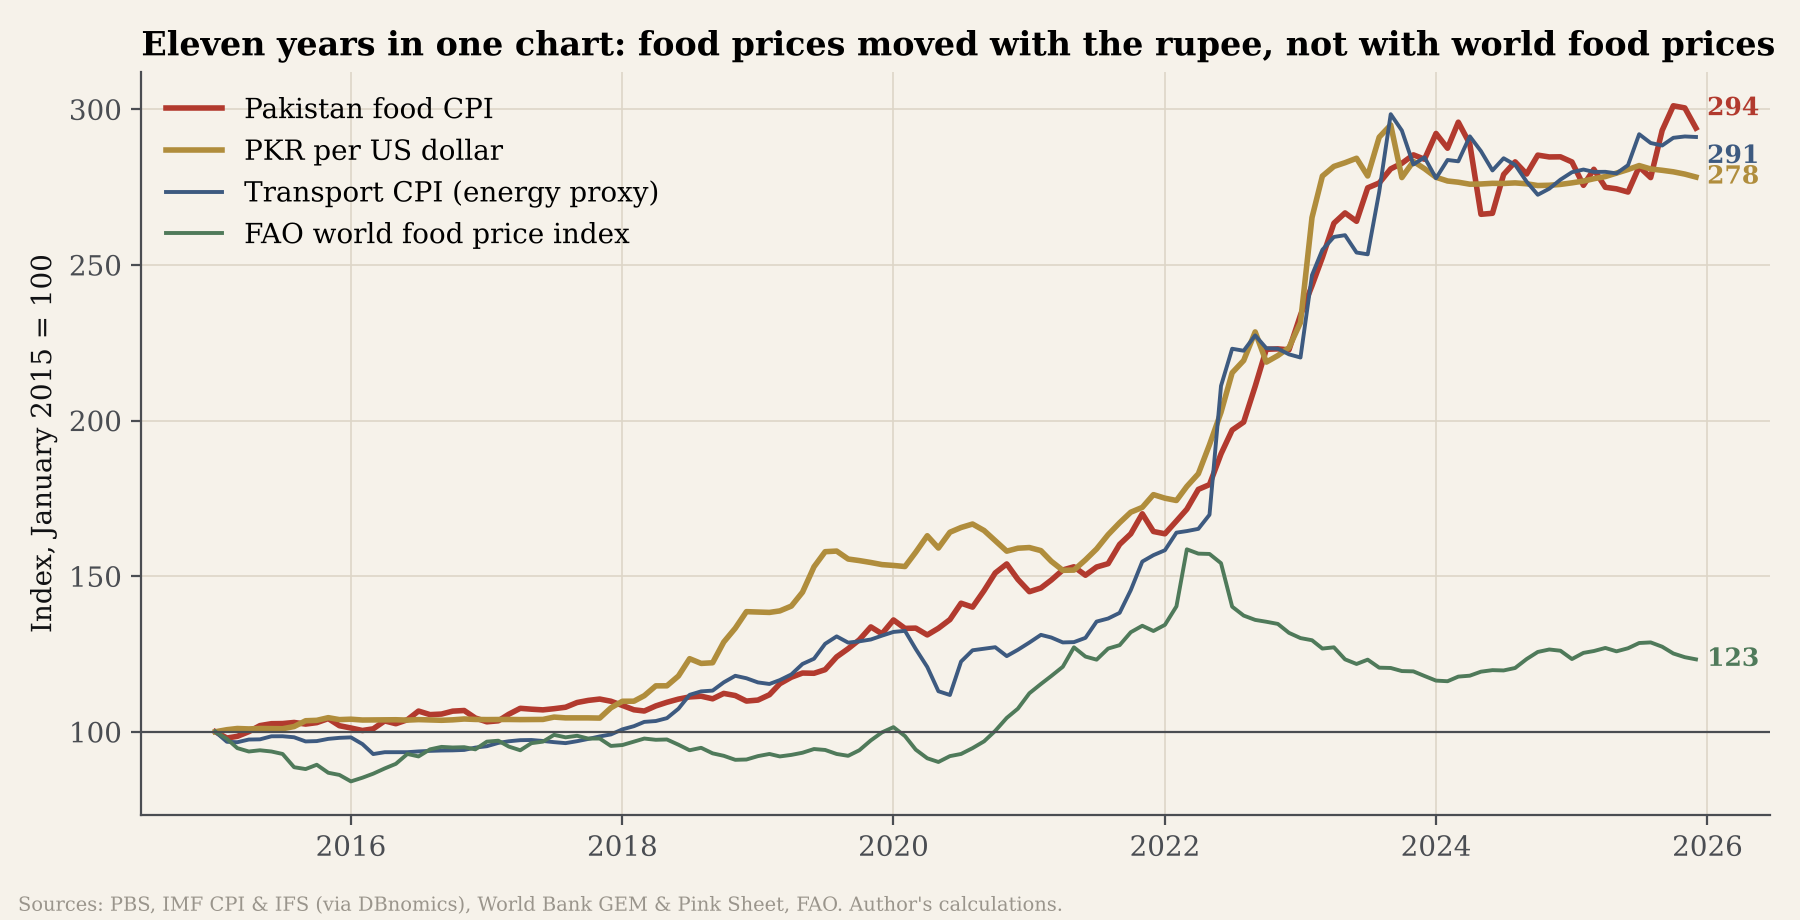 Eleven years in one chart: food prices moved with the rupee, not with world food prices
Pakistan food CPI
PKR per US dollar
Transport CPI (energy proxy)
FAO world food price index
Index, January 2015 = 100
300
250
200
150
100
294
291
278
123
2016
2018
2020
2022
2024
2026
Sources: PBS, IMF CPI & IFS (via DBnomics), World Bank GEM & Pink Sheet, FAO. Author's calculations.